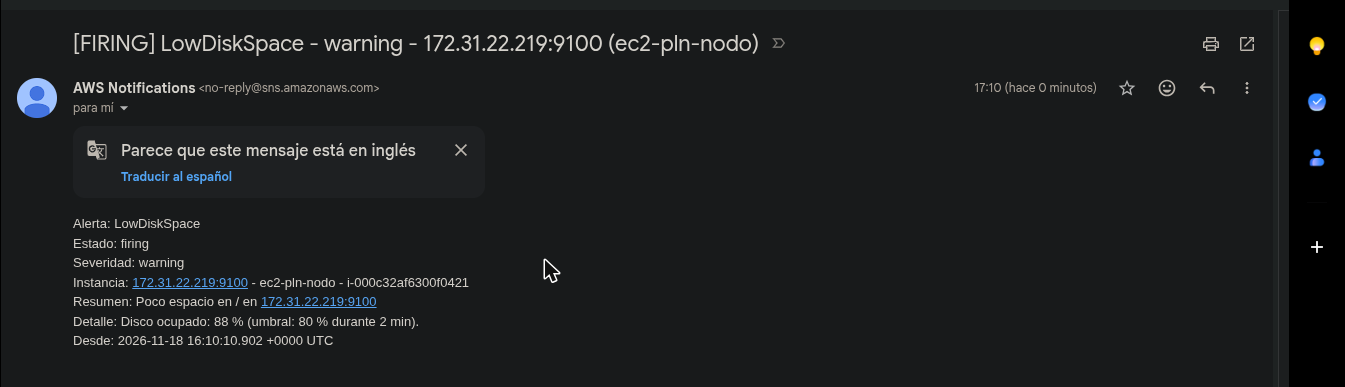 [FIRING] LowDiskSpace - warning - 172.31.22.219:9100 (ec2-pln-nodo)
AWS Notifications <no-reply@sns.amazonaws.com>
17:10 (hace 0 minutos)
para mí
Parece que este mensaje está en inglés
Traducir al español
Alerta: LowDiskSpace
Estado: firing
Severidad: warning
Instancia: 172.31.22.219:9100 - ec2-pln-nodo - i-000c32af6300f0421
Resumen: Poco espacio en / en 172.31.22.219:9100
Detalle: Disco ocupado: 88 % (umbral: 80 % durante 2 min).
Desde: 2026-11-18 16:10:10.902 +0000 UTC